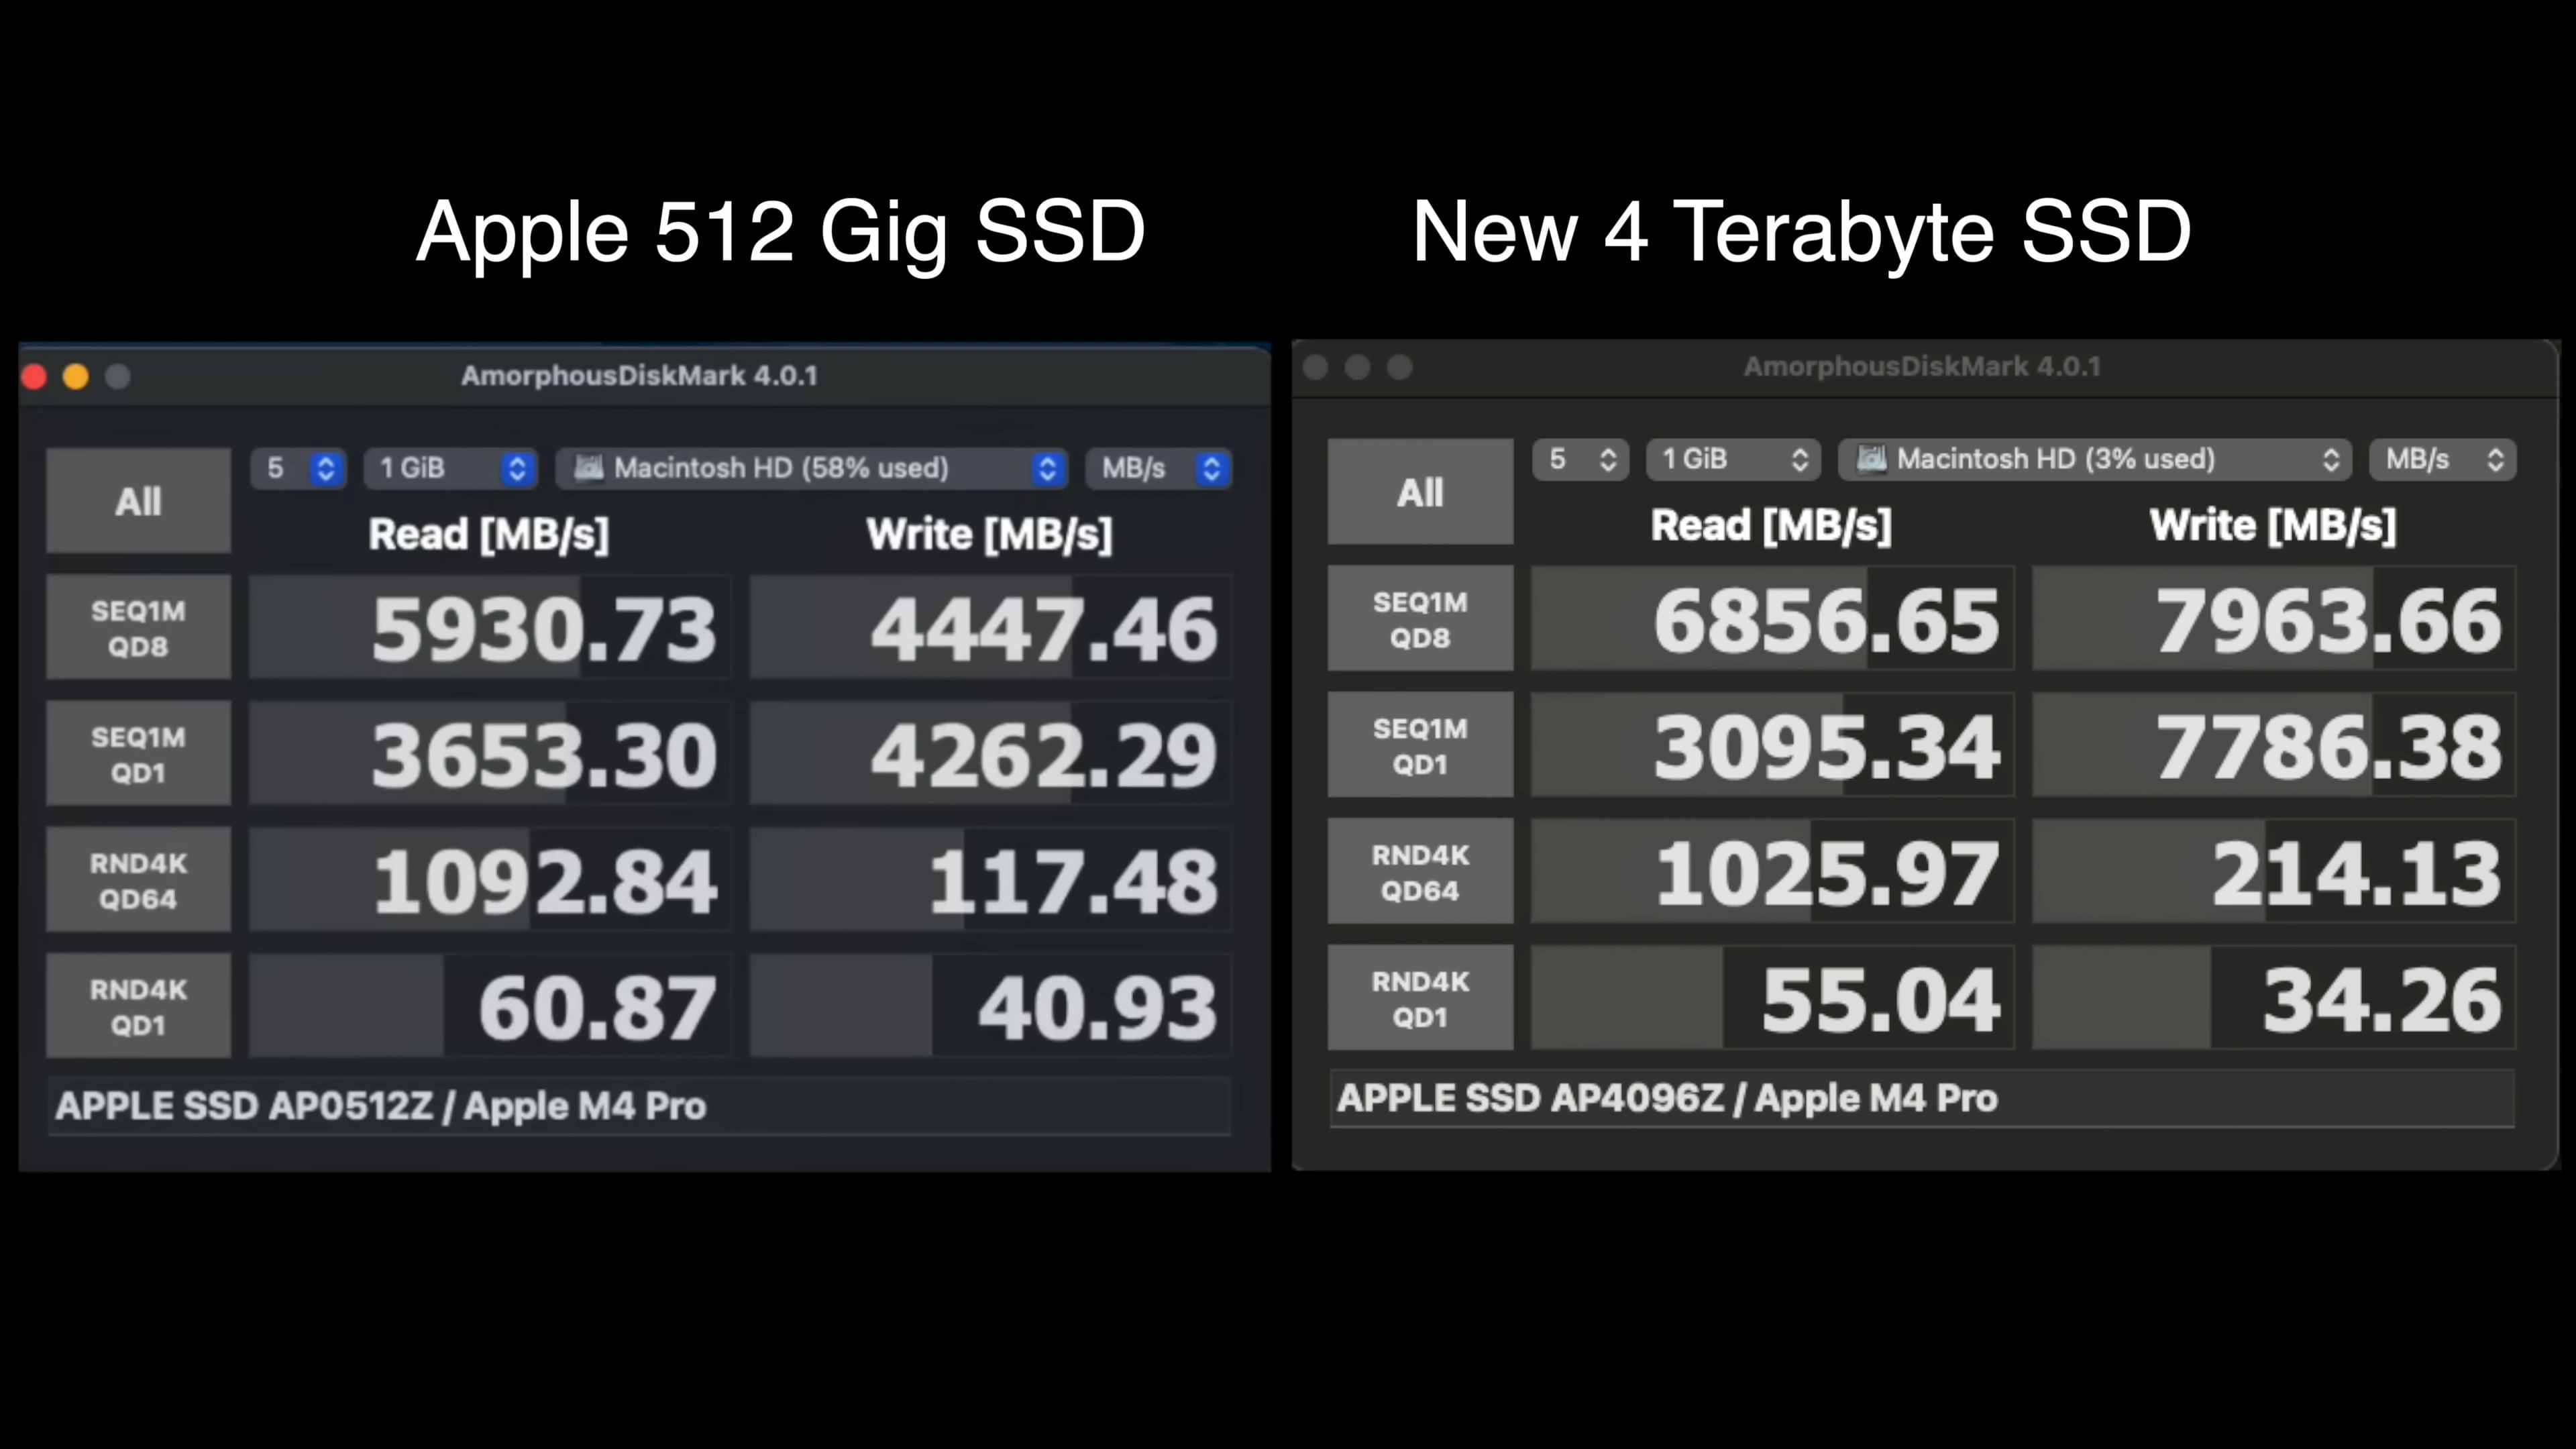 Apple 512 Gig SSD
New 4 Terabyte SSD
AmorphousDiskMark 4.0.1
All
5
1 GiB
Macintosh HD (58% used)
MB/s
Read [MB/s]
Write [MB/s]
SEQ1M
QD8
5930.73
4447.46
SEQ1M
QD1
3653.30
4262.29
RND4K
QD64
1092.84
117.48
RND4K
QD1
60.87
40.93
APPLE SSD AP0512Z / Apple M4 Pro
AmorphousDiskMark 4.0.1
All
5
1 GiB
Macintosh HD (3% used)
MB/s
Read [MB/s]
Write [MB/s]
SEQ1M
QD8
6856.65
7963.66
SEQ1M
QD1
3095.34
7786.38
RND4K
QD64
1025.97
214.13
RND4K
QD1
55.04
34.26
APPLE SSD AP4096Z / Apple M4 Pro